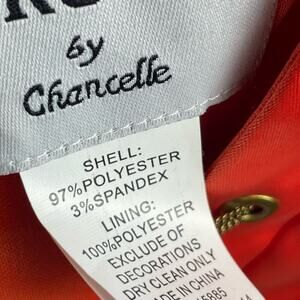 by
Chancelle
SHELL:
97%POLYESTER
3%SPANDEX
LINING:
100%POLYESTER
EXCLUDE OF
DECORATIONS
DRY CLEAN ONLY
MADE IN CHINA